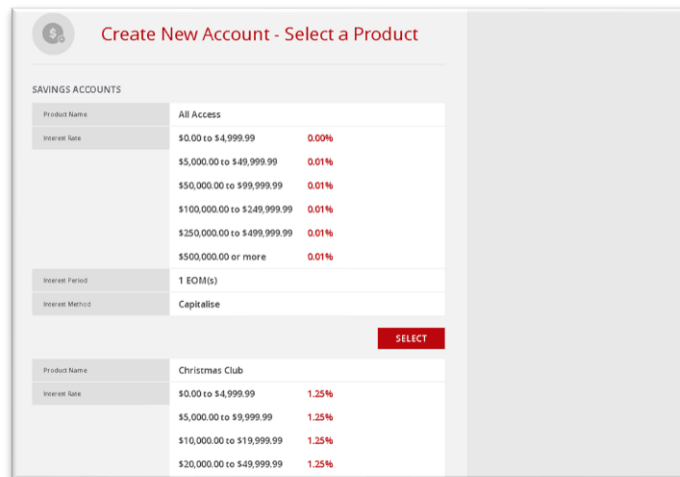 Create New Account - Select a Product
SAVINGS ACCOUNTS
Product Name All Access
Interest Rate $0.00 to $4,999.99 0.00%
$5,000.00 to $49,999.99 0.01%
$50,000.00 to $99,999.99 0.01%
$100,000.00 to $249,999.99 0.01%
$250,000.00 to $499,999.99 0.01%
$500,000.00 or more 0.01%
Interest Period 1 EOM(s)
Interest Method Capitalise
SELECT
Product Name Christmas Club
Interest Rate $0.00 to $4,999.99 1.25%
$5,000.00 to $9,999.99 1.25%
$10,000.00 to $19,999.99 1.25%
$20,000.00 to $49,999.99 1.25%